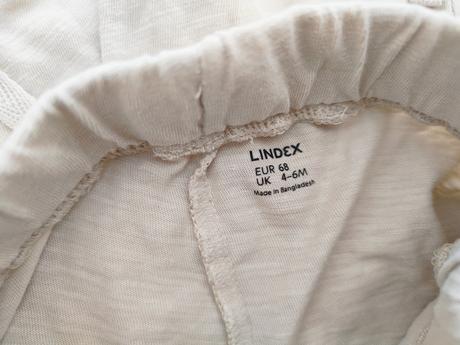 LINDEX
EUR 68
UK 4-6M
Made in Bangladesh